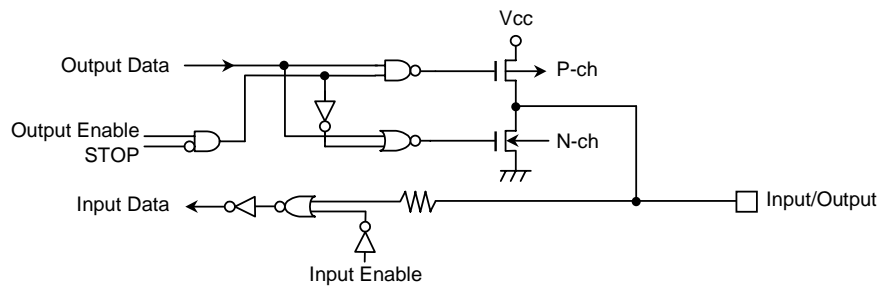 Vcc
Output Data
P-ch
Output Enable
STOP
N-ch
Input Data
Input/Output
Input Enable